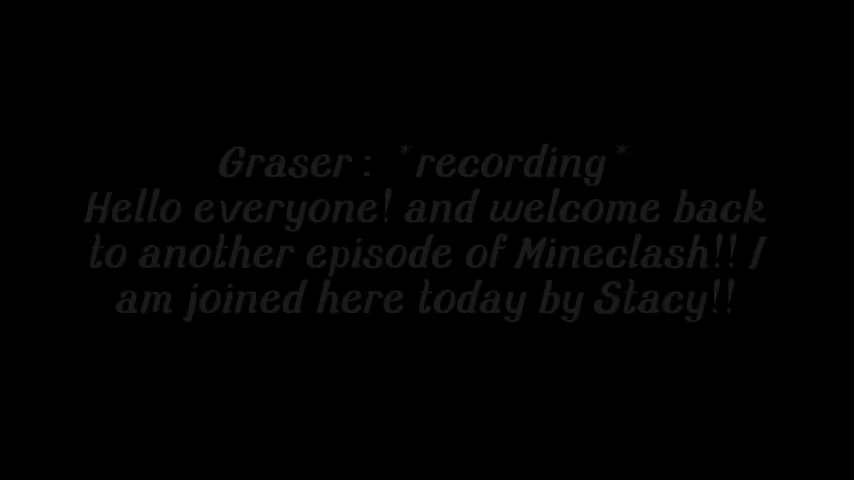 Graser : *recording*
Hello everyone! and welcome back
to another episode of Mineclash!! I
am joined here today by Stacy!!